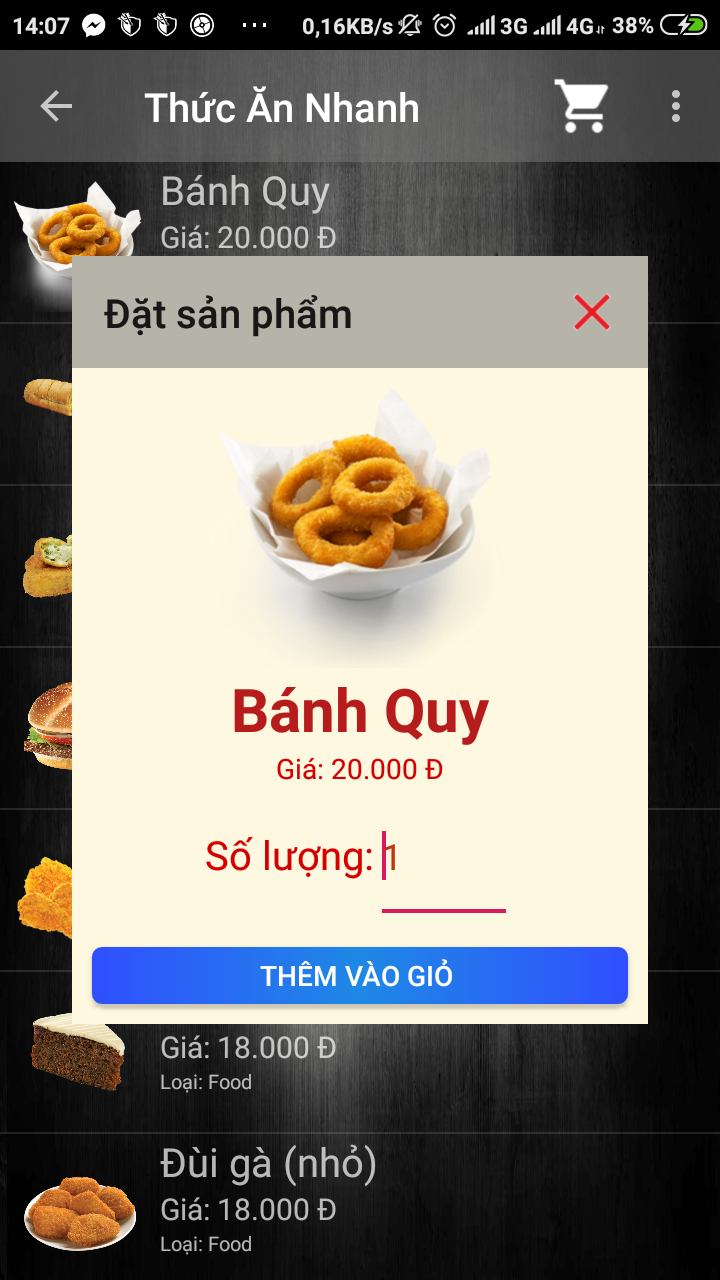 14:07 ... 0,16KB/s 3G 4G 38%
Thức Ăn Nhanh
Bánh Quy
Giá: 20.000 Đ
Đặt sản phẩm
Bánh Quy
Giá: 20.000 Đ
Số lượng: 1
THÊM VÀO GIỎ
Giá: 18.000 Đ
Loại: Food
Đùi gà (nhỏ)
Giá: 18.000 Đ
Loại: Food